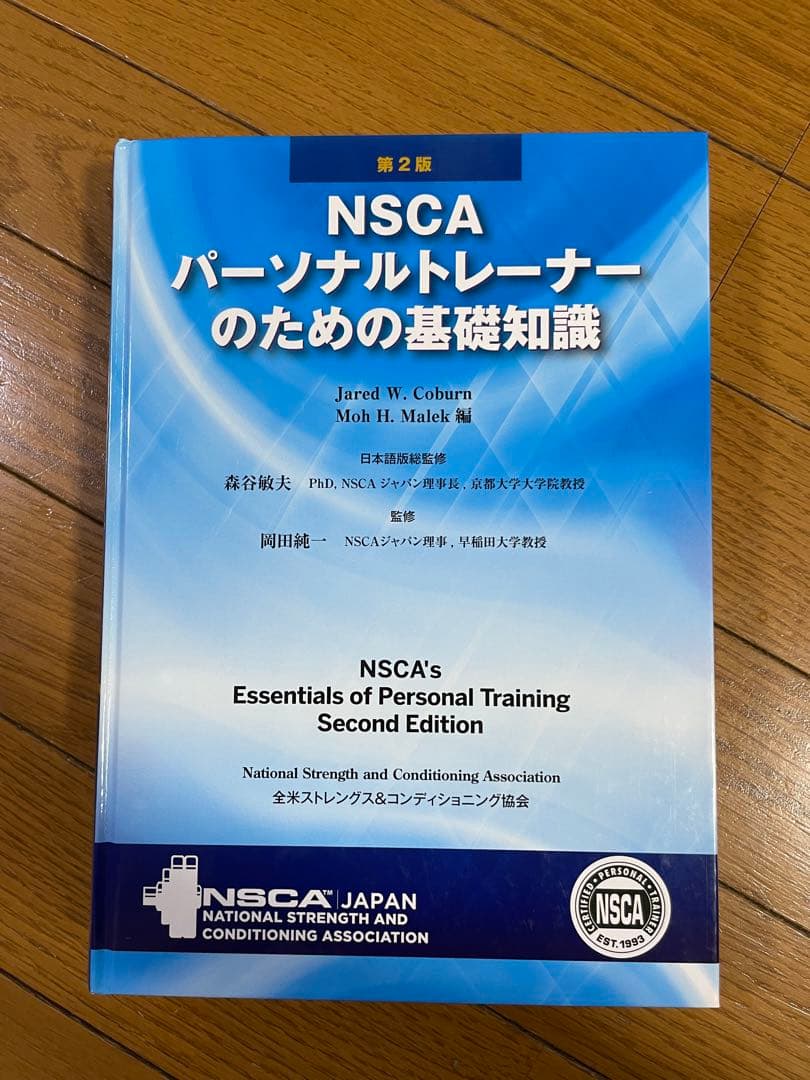 第2版
NSCA
パーソナルトレーナー
のための基礎知識
Jared W. Coburn
Moh H. Malek 編
日本語版総監修
森谷敏夫 PhD, NSCA ジャパン理事長, 京都大学大学院教授
監修
岡田純一 NSCAジャパン理事, 早稲田大学教授
NSCA's
Essentials of Personal Training
Second Edition
National Strength and Conditioning Association
全米ストレングス&コンディショニング協会
NSCA™ JAPAN
NATIONAL STRENGTH AND
CONDITIONING ASSOCIATION
CERTIFIED • PERSONAL • TRAINER
NSCA
EST. 1993